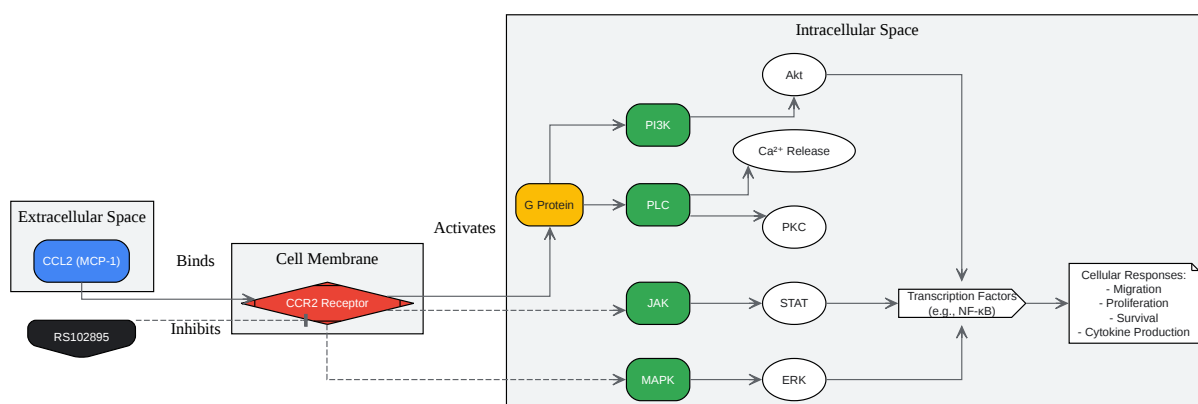 Intracellular Space
Akt
PI3K
Ca²⁺ Release
Extracellular Space
CCL2 (MCP-1)
G Protein
PLC
Activates
PKC
Binds
Cell Membrane
CCR2 Receptor
Inhibits
RS102895
JAK
STAT
Transcription Factors
(e.g., NF-κB)
Cellular Responses:
- Migration
- Proliferation
- Survival
- Cytokine Production
MAPK
ERK